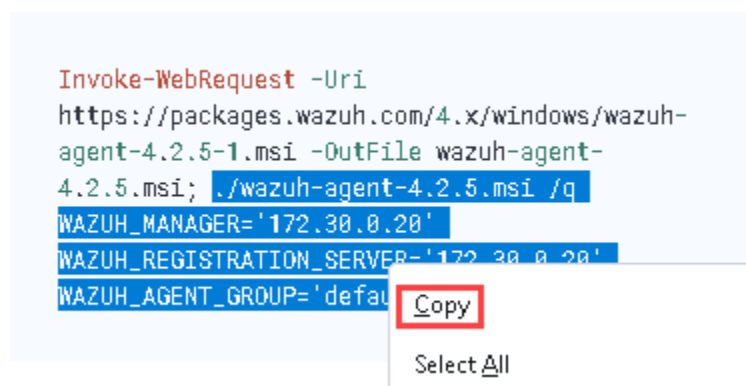 Invoke-WebRequest -Uri
https://packages.wazuh.com/4.x/windows/wazuh-
agent-4.2.5-1.msi -OutFile wazuh-agent-
4.2.5.msi; ./wazuh-agent-4.2.5.msi /q
WAZUH_MANAGER='172.30.0.20'
WAZUH_REGISTRATION_SERVER='172.30.0.20'
WAZUH_AGENT_GROUP='defau
Copy
Select All